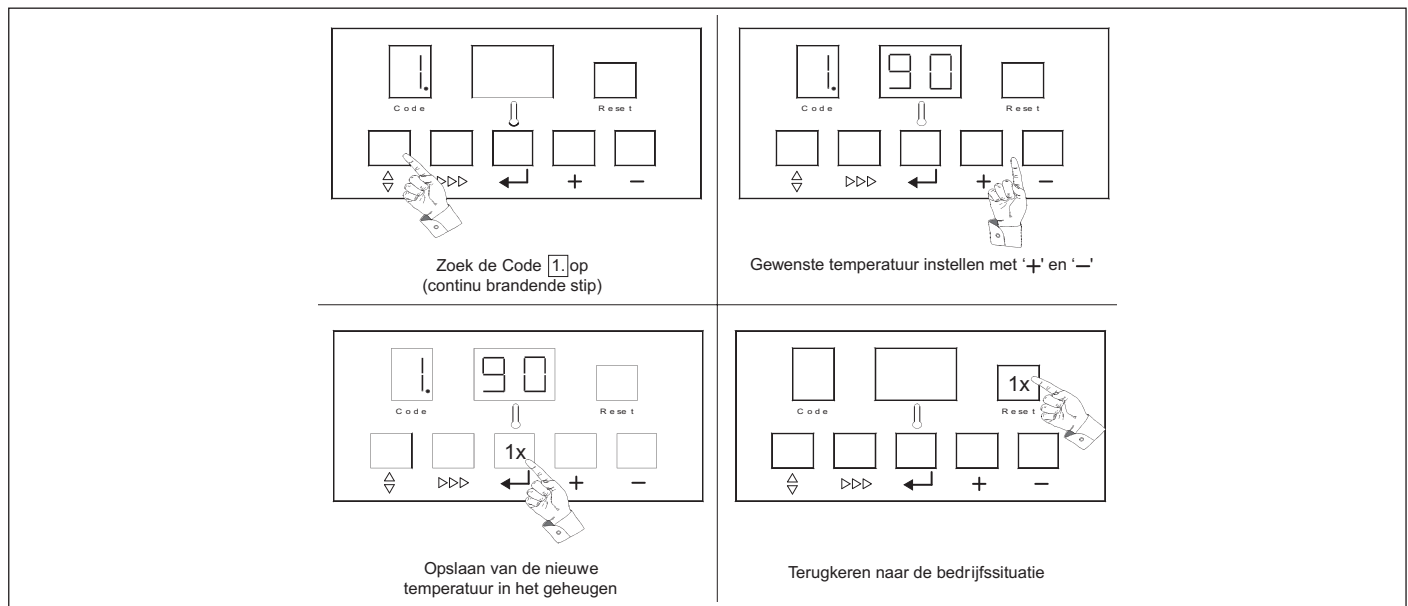 1.
Code
Reset
▷▷▷ + −
Zoek de Code 1. op
(continu brandende stip)
1. 90
Code
Reset
▷▷▷ + −
Gewenste temperatuur instellen met ‘+' en ‘−'
1. 90
Code
Reset
1x
▷▷▷ + −
Opslaan van de nieuwe
temperatuur in het geheugen
1x
Code
Reset
▷▷▷ + −
Terugkeren naar de bedrijfssituatie